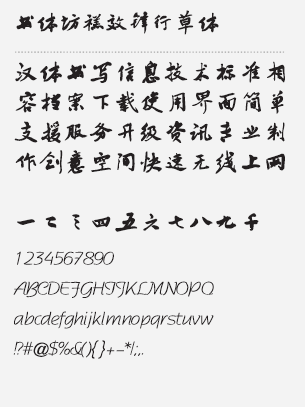 书体坊禚效锋行草体
汉体书写信息技术标准相
容档案下载使用界面简单
支援服务升级资讯专业制
作创意空间快速无线上网
一二三四五六七八九千
1234567890
ABCDEFGHIJKLMNOPQ
abcdefghijklmnopqrstuvw
!?#@$%&(){}+-*/;,.